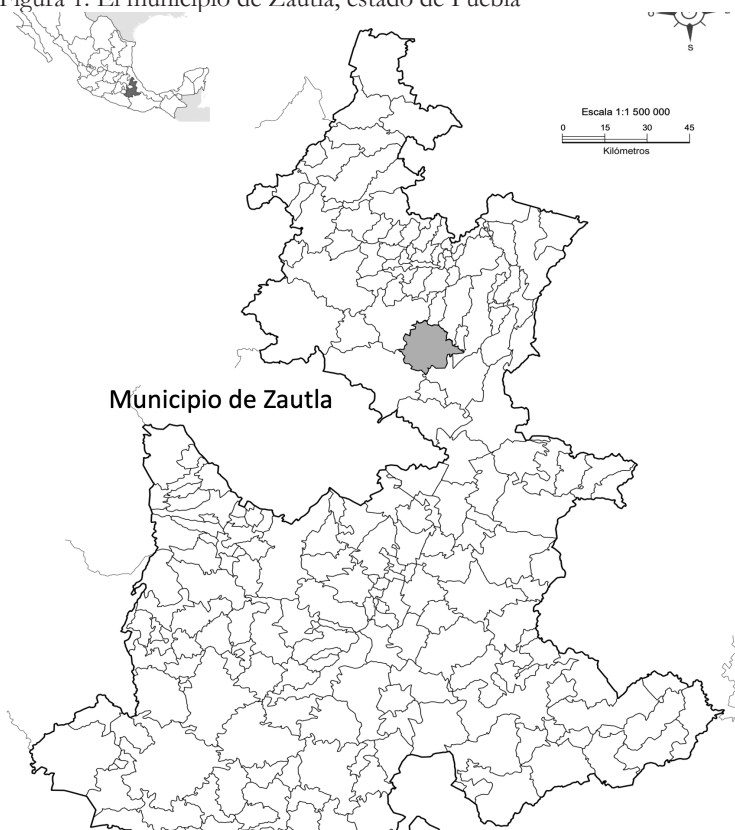 Figura 1. El municipio de Zautla, estado de Puebla
S
Escala 1:1 500 000
0 15 30 45
Kilómetros
Municipio de Zautla